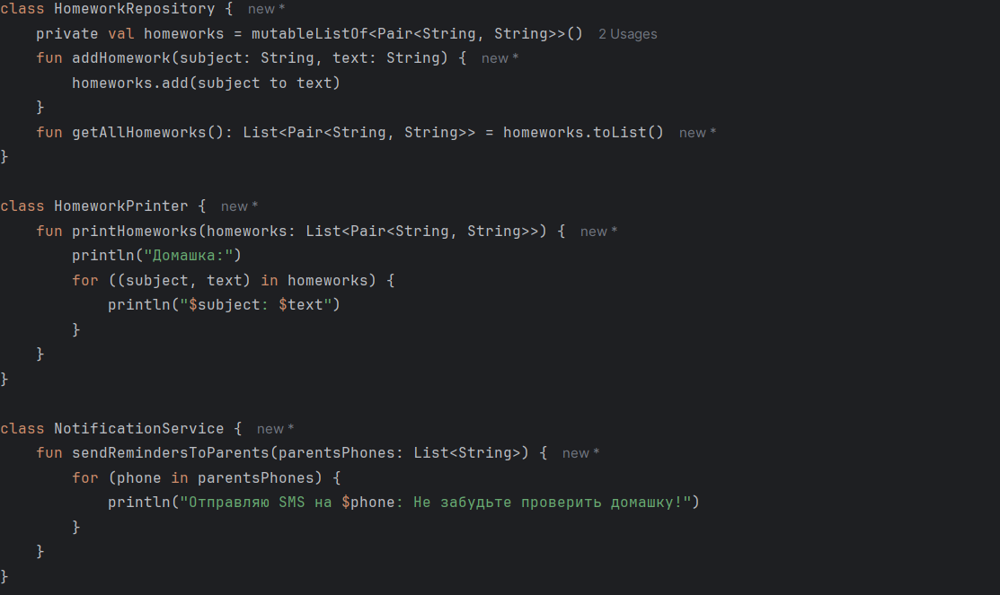 class HomeworkRepository { new *
private val homeworks = mutableListOf<Pair<String, String>>() 2 Usages
fun addHomework(subject: String, text: String) { new *
homeworks.add(subject to text)
}
fun getAllHomeworks(): List<Pair<String, String>> = homeworks.toList() new *
}
class HomeworkPrinter { new *
fun printHomeworks(homeworks: List<Pair<String, String>>) { new *
println("Домашка:")
for ((subject, text) in homeworks) {
println("$subject: $text")
}
}
}
class NotificationService { new *
fun sendRemindersToParents(parentsPhones: List<String>) { new *
for (phone in parentsPhones) {
println("Отправляю SMS на $phone: Не забудьте проверить домашку!")
}
}
}